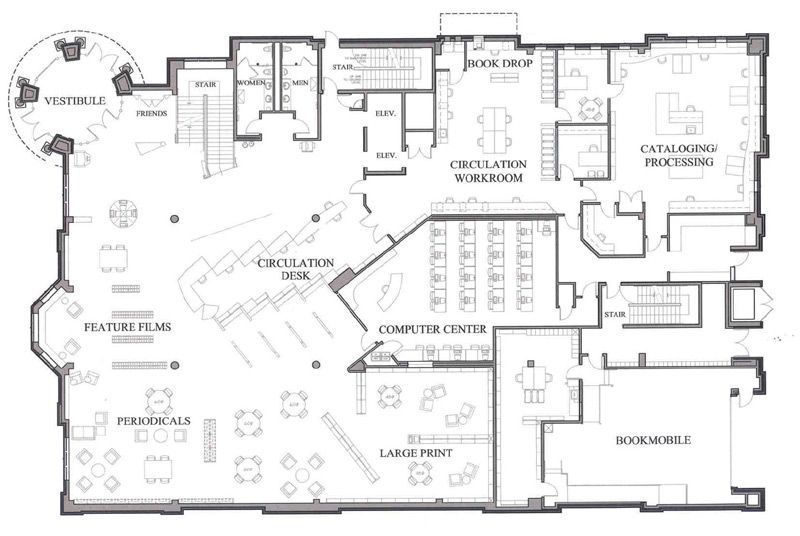 BOOK DROP
STAIR
WOMEN
MEN
STAIR
VESTIBULE
FRIENDS
ELEV.
ELEV.
CATALOGING/
PROCESSING
CIRCULATION
WORKROOM
CIRCULATION
DESK
STAIR
FEATURE FILMS
COMPUTER CENTER
PERIODICALS
LARGE PRINT
BOOKMOBILE